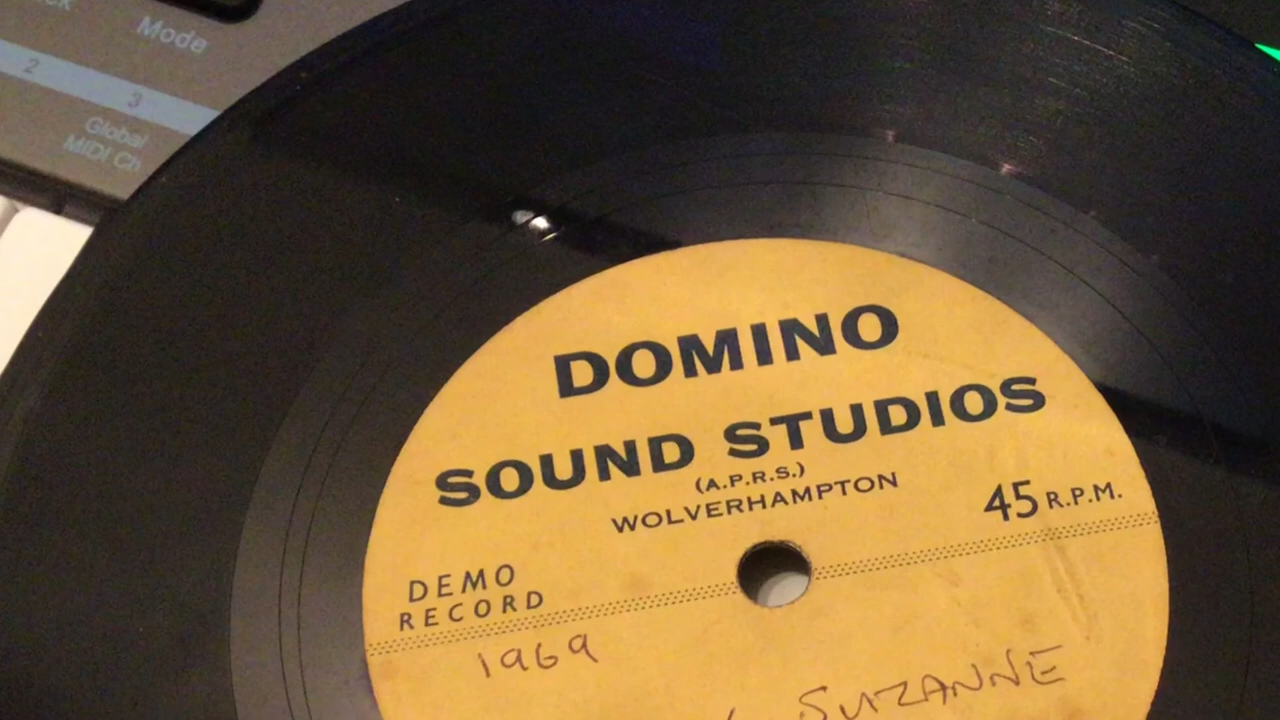 Mode
2
3
Global
MIDI Ch
DOMINO
SOUND STUDIOS
(A.P.R.S.)
WOLVERHAMPTON
45 R.P.M.
DEMO
RECORD
1969
SUZANNE